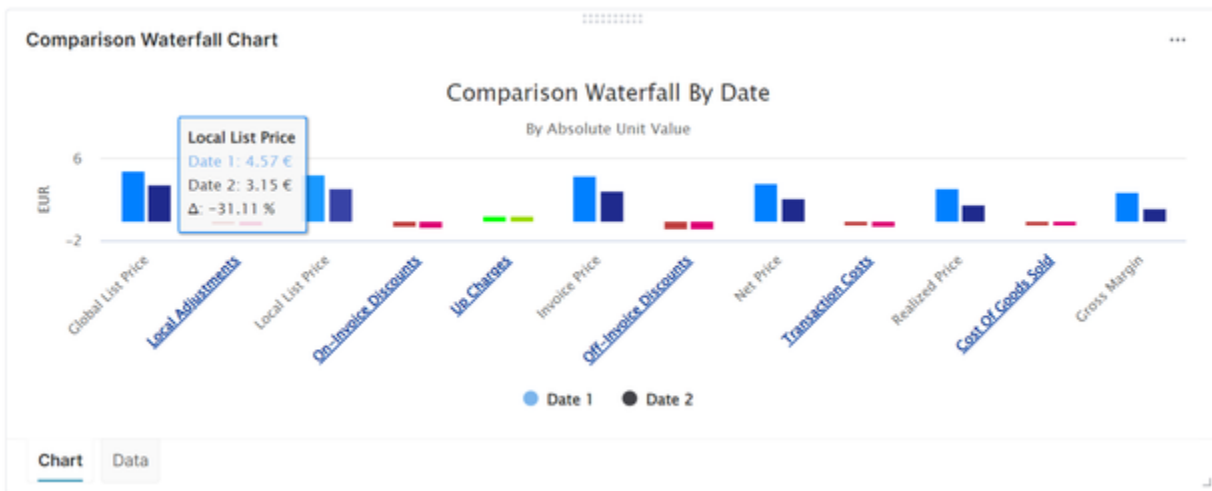 Comparison Waterfall Chart
...
Comparison Waterfall By Date
By Absolute Unit Value
Local List Price
Date 1: 4.57 €
Date 2: 3.15 €
Δ: -31,11 %
6
EUR
-2
Global List Price
Local Adjustments
Local List Price
On-Invoice Discounts
Up Charges
Invoice Price
Off-Invoice Discounts
Net Price
Transaction Costs
Realized Price
Cost Of Goods Sold
Gross Margin
Date 1
Date 2
Chart
Data